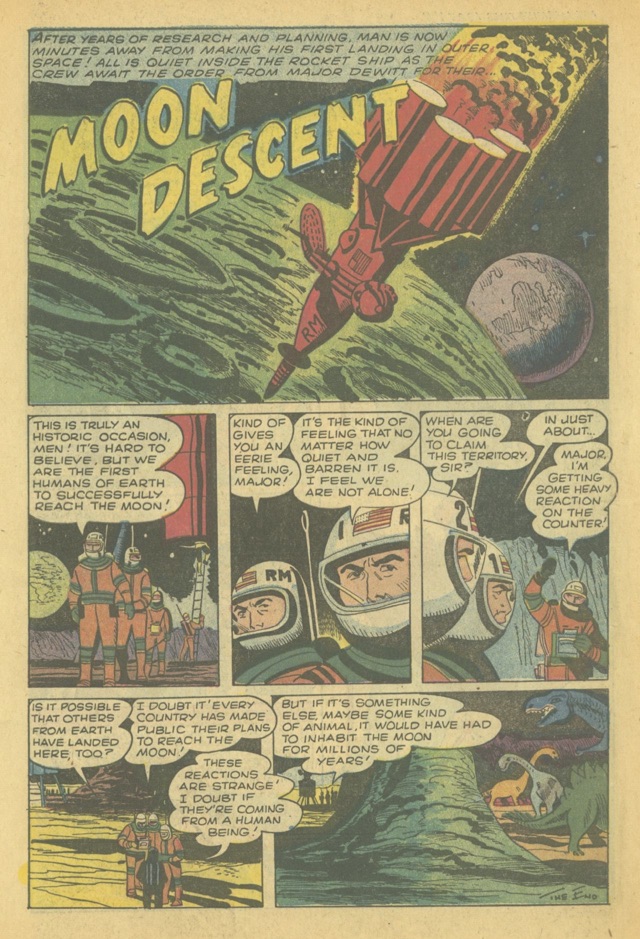 AFTER YEARS OF RESEARCH AND PLANNING, MAN IS NOW
MINUTES AWAY FROM MAKING HIS FIRST LANDING IN OUTER
SPACE! ALL IS QUIET INSIDE THE ROCKET SHIP AS THE
CREW AWAIT THE ORDER FROM MAJOR DEWITT FOR THEIR...
MOON
DESCENT
RM
THIS IS TRULY AN
HISTORIC OCCASION,
MEN! IT'S HARD TO
BELIEVE, BUT WE
ARE THE FIRST
HUMANS OF EARTH
TO SUCCESSFULLY
REACH THE MOON!
KIND OF
GIVES
YOU AN
EERIE
FEELING,
MAJOR!
IT'S THE KIND OF
FEELING THAT NO
MATTER HOW
QUIET AND
BARREN IT IS.
I FEEL WE
ARE NOT ALONE!
RM
1
R
WHEN ARE
YOU GOING
TO CLAIM
THIS TERRITORY,
SIR?
IN JUST
ABOUT...
MAJOR,
I'M
GETTING
SOME HEAVY
REACTION
ON THE
COUNTER!
2
1
IS IT POSSIBLE
THAT OTHERS
FROM EARTH
HAVE LANDED
HERE, TOO?
I DOUBT IT! EVERY
COUNTRY HAS MADE
PUBLIC THEIR PLANS
TO REACH THE
MOON!
THESE
REACTIONS
ARE STRANGE!
I DOUBT IF
THEY'RE COMING
FROM A HUMAN
BEING!
BUT IF IT'S SOMETHING
ELSE, MAYBE SOME KIND
OF ANIMAL, IT WOULD HAVE HAD
TO INHABIT THE MOON
FOR MILLIONS OF
YEARS!
THE END